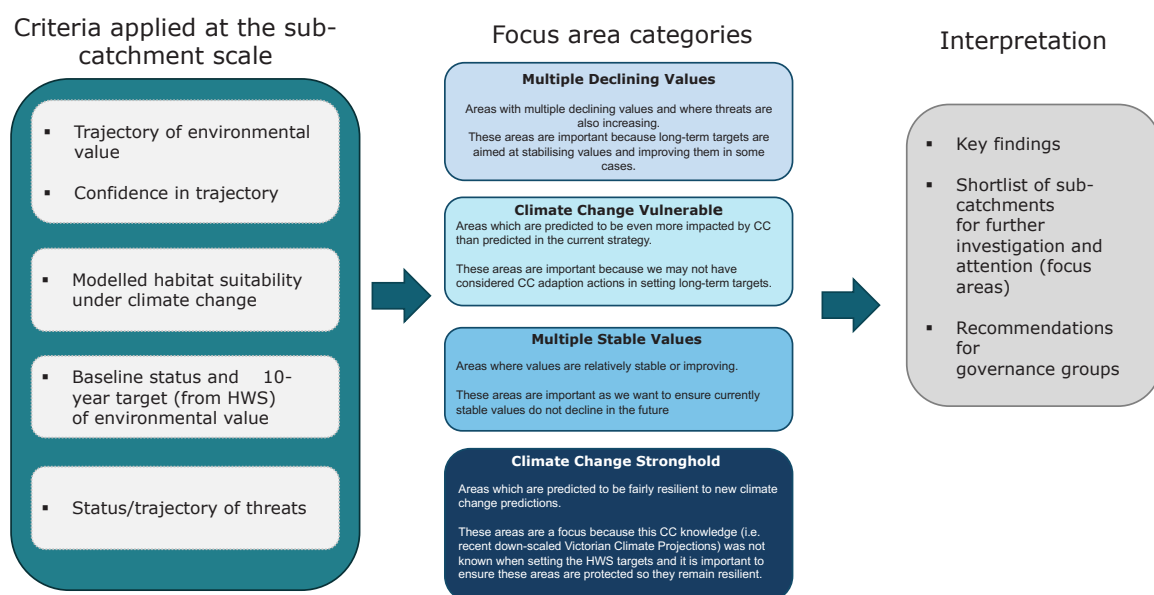 Criteria applied at the sub-
catchment scale
▪ Trajectory of environmental
value
▪ Confidence in trajectory
▪ Modelled habitat suitability
under climate change
▪ Baseline status and 10-
year target (from HWS)
of environmental value
▪ Status/trajectory of threats
Focus area categories
Multiple Declining Values
Areas with multiple declining values and where threats are
also increasing.
These areas are important because long-term targets are
aimed at stabilising values and improving them in some
cases.
Climate Change Vulnerable
Areas which are predicted to be even more impacted by CC
than predicted in the current strategy.
These areas are important because we may not have
considered CC adaption actions in setting long-term targets.
Multiple Stable Values
Areas where values are relatively stable or improving.
These areas are important as we want to ensure currently
stable values do not decline in the future
Climate Change Stronghold
Areas which are predicted to be fairly resilient to new climate
change predictions.
These areas are a focus because this CC knowledge (i.e.
recent down-scaled Victorian Climate Projections) was not
known when setting the HWS targets and it is important to
ensure these areas are protected so they remain resilient.
Interpretation
▪ Key findings
▪ Shortlist of sub-
catchments
for further
investigation and
attention (focus
areas)
▪ Recommendations
for
governance groups